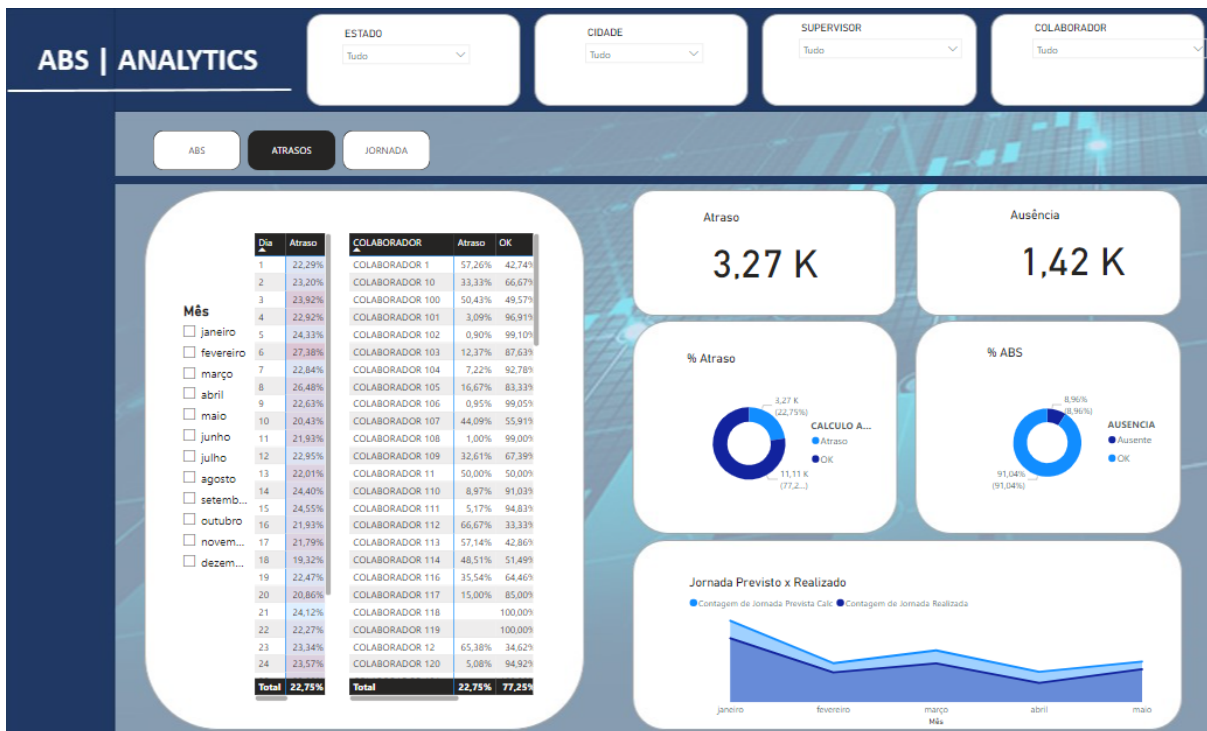 ABS | ANALYTICS
ESTADO
Tudo
CIDADE
Tudo
SUPERVISOR
Tudo
COLABORADOR
Tudo
ABS
ATRASOS
JORNADA
Mês
janeiro
fevereiro
março
abril
maio
junho
julho
agosto
setemb...
outubro
novem...
dezem...
Dia Atraso
1 22,29%
2 23,20%
3 23,92%
4 22,92%
5 24,33%
6 27,38%
7 22,84%
8 26,48%
9 22,63%
10 20,43%
11 21,93%
12 22,95%
13 22,01%
14 24,40%
15 24,55%
16 21,93%
17 21,79%
18 19,32%
19 22,47%
20 20,86%
21 24,12%
22 22,27%
23 23,34%
24 23,57%
Total 22,75%
COLABORADOR Atraso OK
COLABORADOR 1 57,26% 42,74%
COLABORADOR 10 33,33% 66,67%
COLABORADOR 100 50,43% 49,57%
COLABORADOR 101 3,09% 96,91%
COLABORADOR 102 0,90% 99,10%
COLABORADOR 103 12,37% 87,63%
COLABORADOR 104 7,22% 92,78%
COLABORADOR 105 16,67% 83,33%
COLABORADOR 106 0,95% 99,05%
COLABORADOR 107 44,09% 55,91%
COLABORADOR 108 1,00% 99,00%
COLABORADOR 109 32,61% 67,39%
COLABORADOR 11 50,00% 50,00%
COLABORADOR 110 8,97% 91,03%
COLABORADOR 111 5,17% 94,83%
COLABORADOR 112 66,67% 33,33%
COLABORADOR 113 57,14% 42,86%
COLABORADOR 114 48,51% 51,49%
COLABORADOR 116 35,54% 64,46%
COLABORADOR 117 15,00% 85,00%
COLABORADOR 118 100,00%
COLABORADOR 119 100,00%
COLABORADOR 12 65,38% 34,62%
COLABORADOR 120 5,08% 94,92%
Total 22,75% 77,25%
Atraso
3,27 K
Ausência
1,42 K
% Atraso
3,27 K
(22,75%)
11,11 K
(77,2...)
CALCULO A...
Atraso
OK
% ABS
8,96%
(8,96%)
91,04%
(91,04%)
AUSENCIA
Ausente
OK
Jornada Previsto x Realizado
Contagem de Jornada Prevista Calc Contagem de Jornada Realizada
janeiro fevereiro março abril maio
Mês